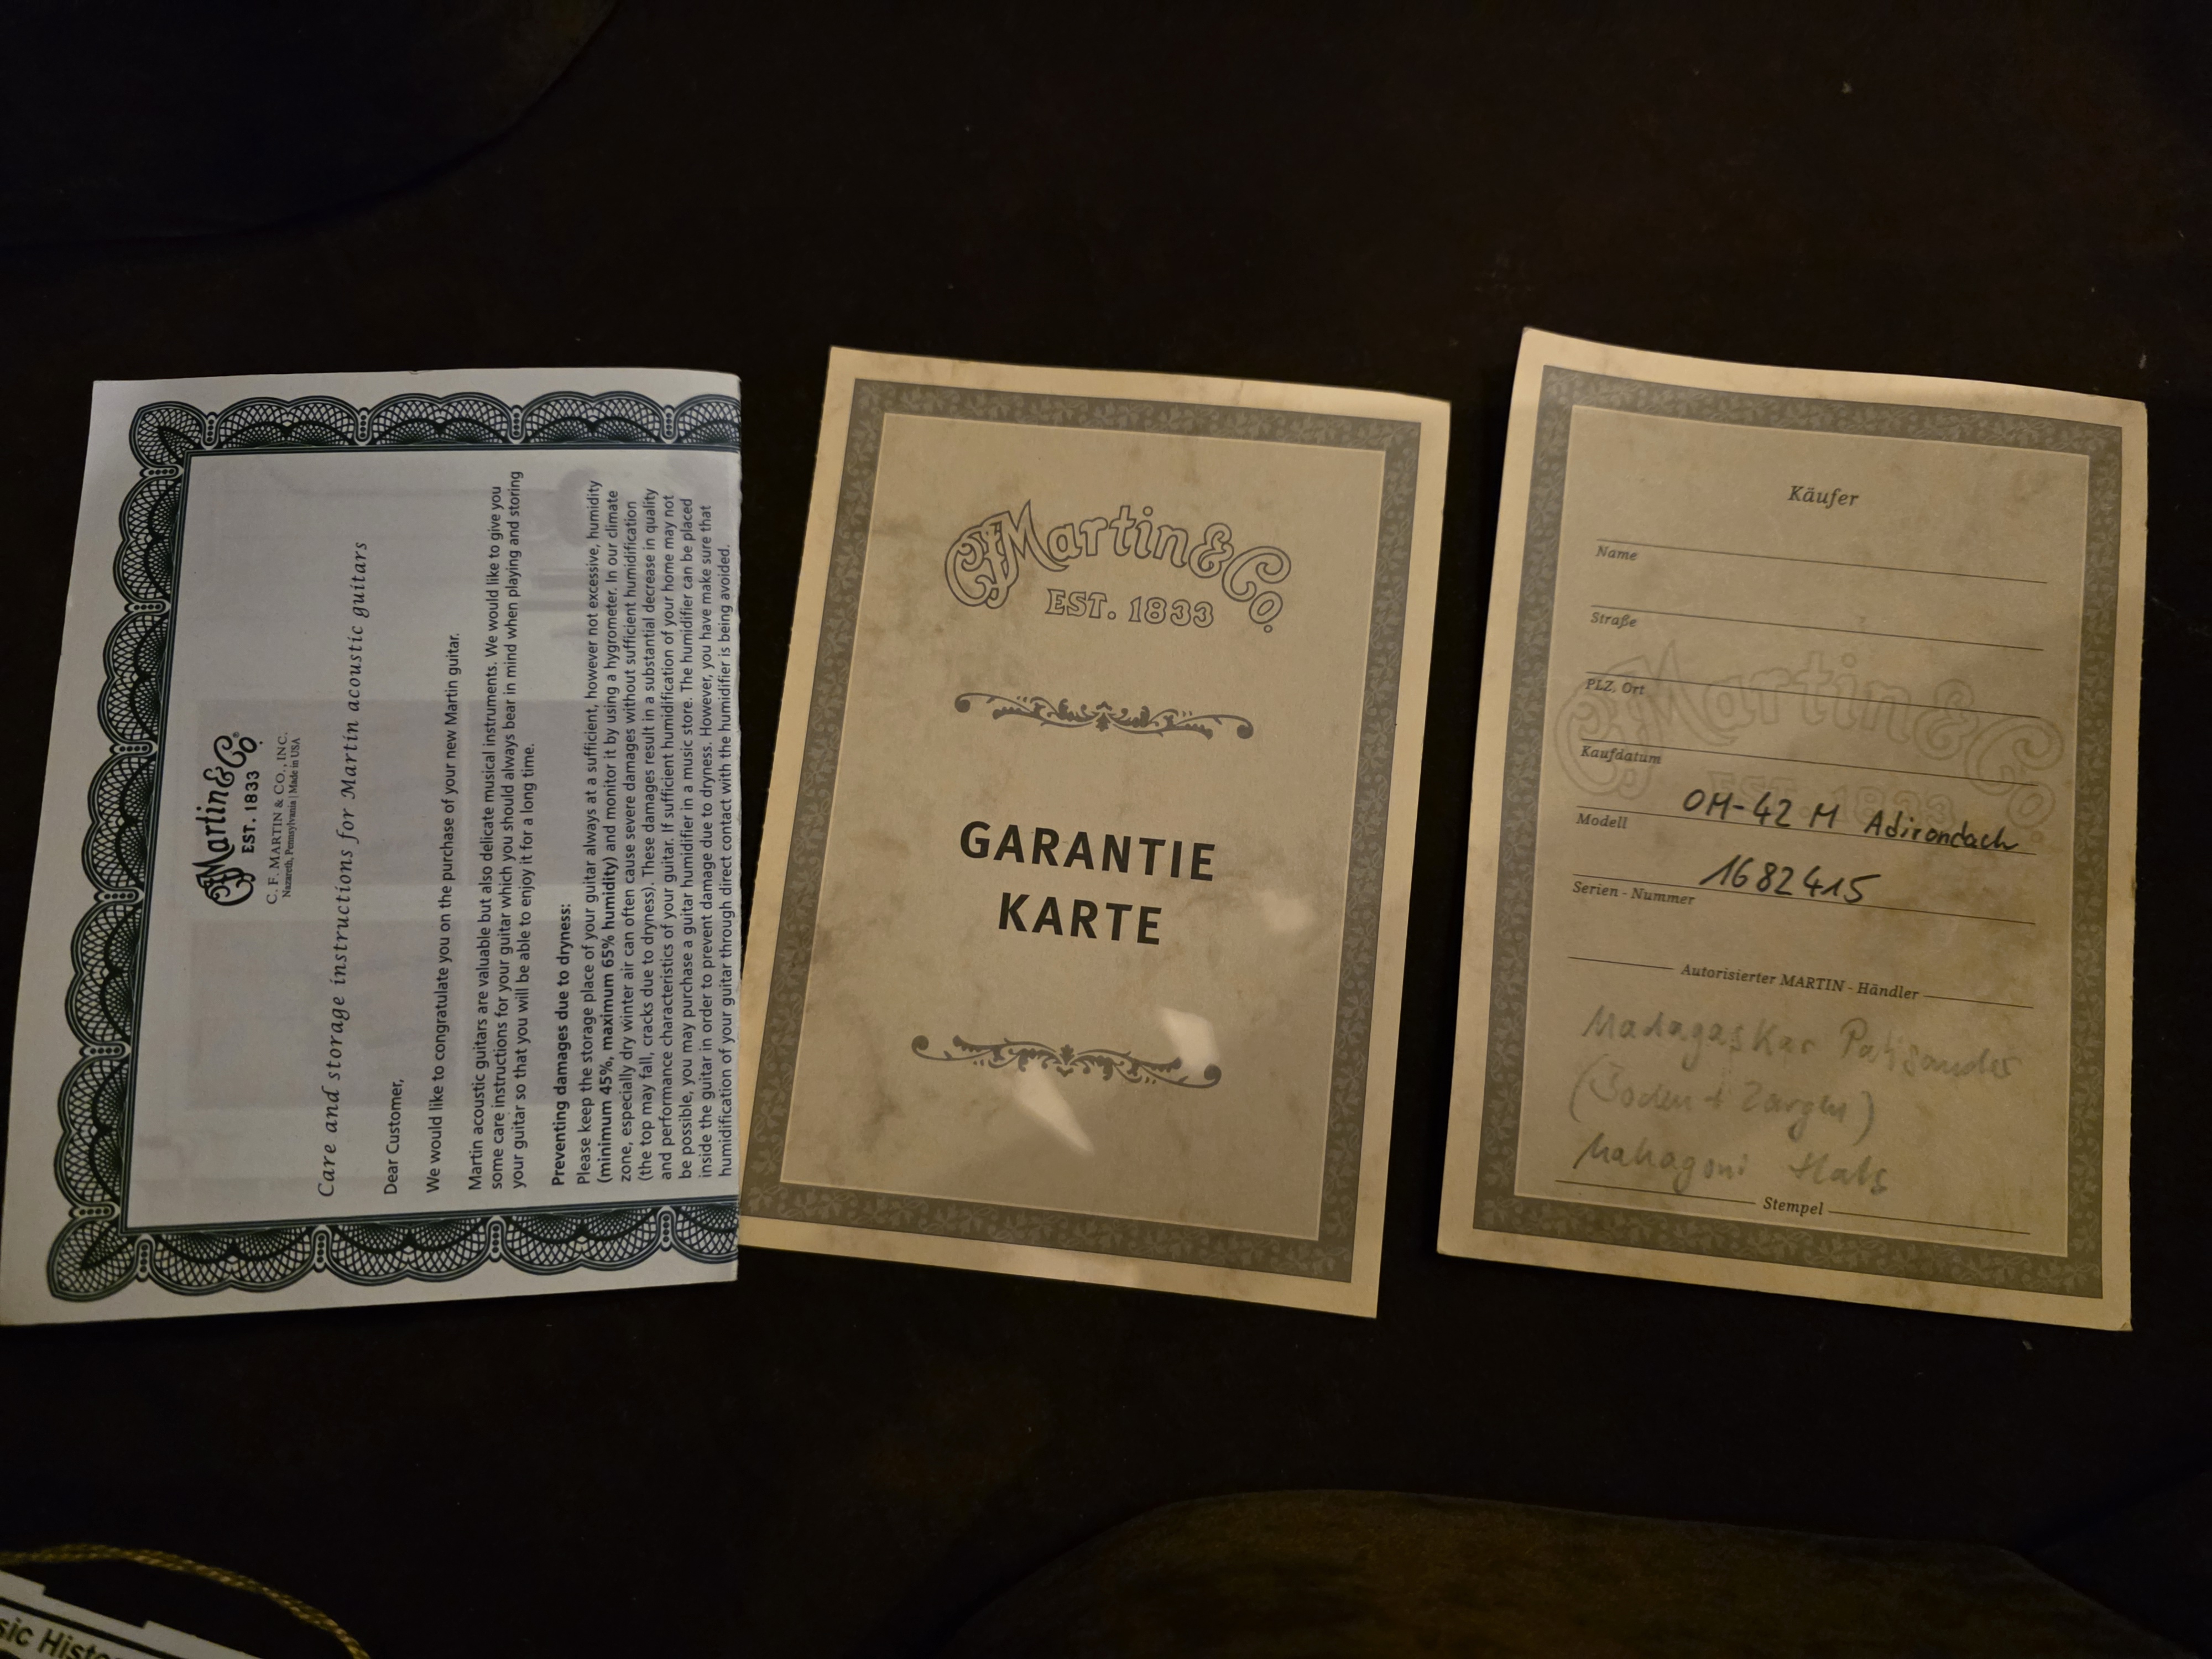 CF Martin & Co.®
EST. 1833
C. F. MARTIN & CO., INC.
Nazareth, Pennsylvania | Made in USA
Care and storage instructions for Martin acoustic guitars
Dear Customer,
We would like to congratulate you on the purchase of your new Martin guitar.
Martin acoustic guitars are valuable but also delicate musical instruments. We would like to give you
some care instructions for your guitar which you should always bear in mind when playing and storing
your guitar so that you will be able to enjoy it for a long time.
Preventing damages due to dryness:
Please keep the storage place of your guitar always at a sufficient, however not excessive, humidity
(minimum 45%, maximum 65% humidity) and monitor it by using a hygrometer. In our climate
zone, especially dry winter air can often cause severe damages without sufficient humidification
(the top may fall, cracks due to dryness). These damages result in a substantial decrease in quality
and performance characteristics of your guitar. If sufficient humidification of your home may not
be possible, you may purchase a guitar humidifier in a music store. The humidifier can be placed
inside the guitar in order to prevent damage due to dryness. However, you have make sure that
humidification of your guitar through direct contact with the humidifier is being avoided.
CF Martin & Co.
EST. 1833
GARANTIE
KARTE
Käufer
Name
Straße
CF Martin & Co.
EST. 1833
PLZ, Ort
Kaufdatum
OM-42 M Adirondack
Modell
1682415
Serien - Nummer
Autorisierter MARTIN - Händler
Madagaskar Palisander
(Boden + Zargen)
Mahagoni Hals
Stempel
sic Histo